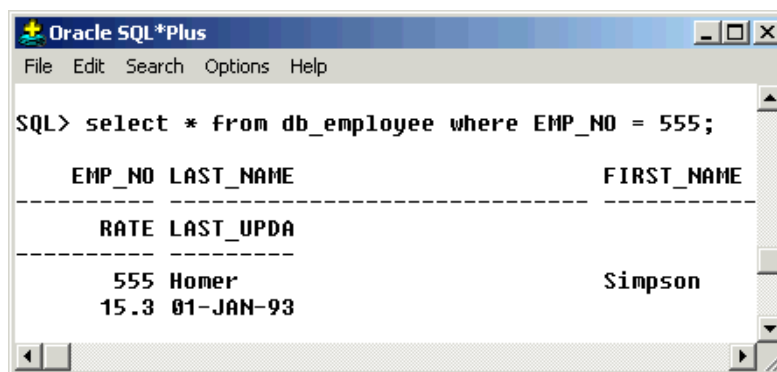 Oracle SQL*Plus
File Edit Search Options Help
SQL> select * from db_employee where EMP_NO = 555;
EMP_NO LAST_NAME FIRST_NAME
---------- ------------------------------ -----------
RATE LAST_UPDA
---------- ---------
555 Homer Simpson
15.3 01-JAN-93